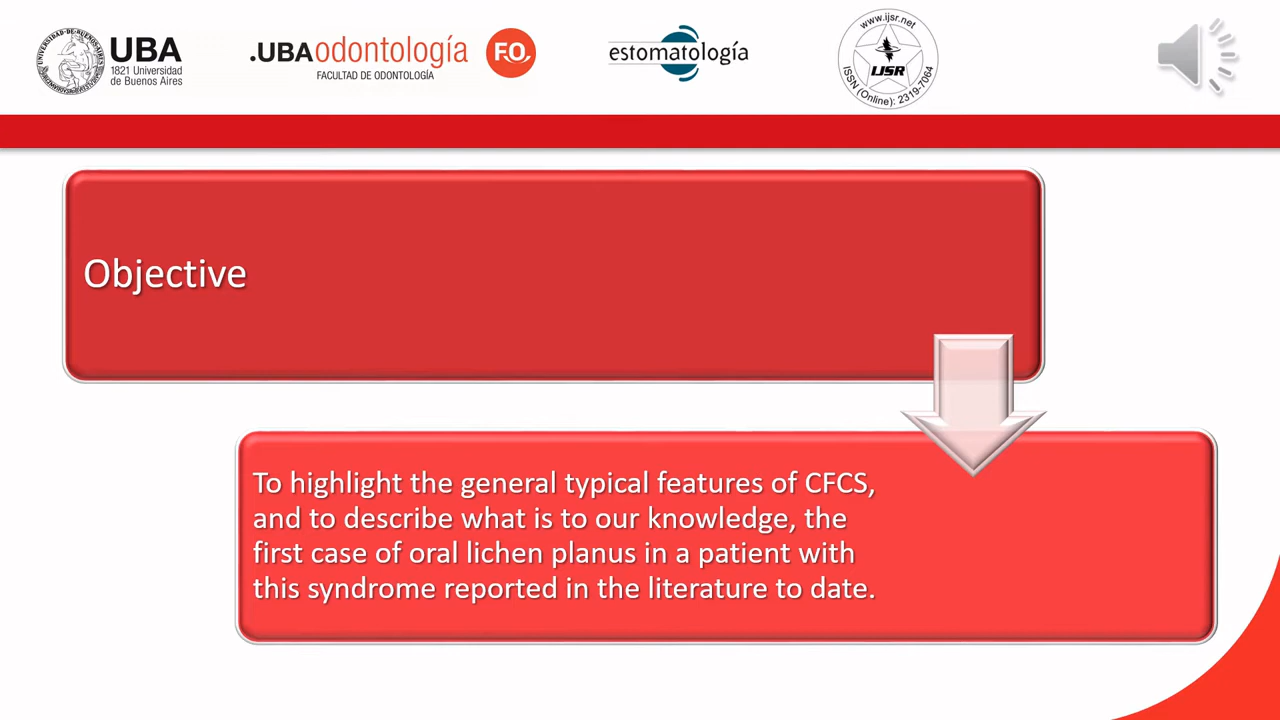 UBA
1821 Universidad
de Buenos Aires
.UBAodontología
FACULTAD DE ODONTOLOGÍA
F.O.
estomatología
www.ijsr.net
IJSR
ISSN (Online): 2319-7064
Objective
To highlight the general typical features of CFCS,
and to describe what is to our knowledge, the
first case of oral lichen planus in a patient with
this syndrome reported in the literature to date.